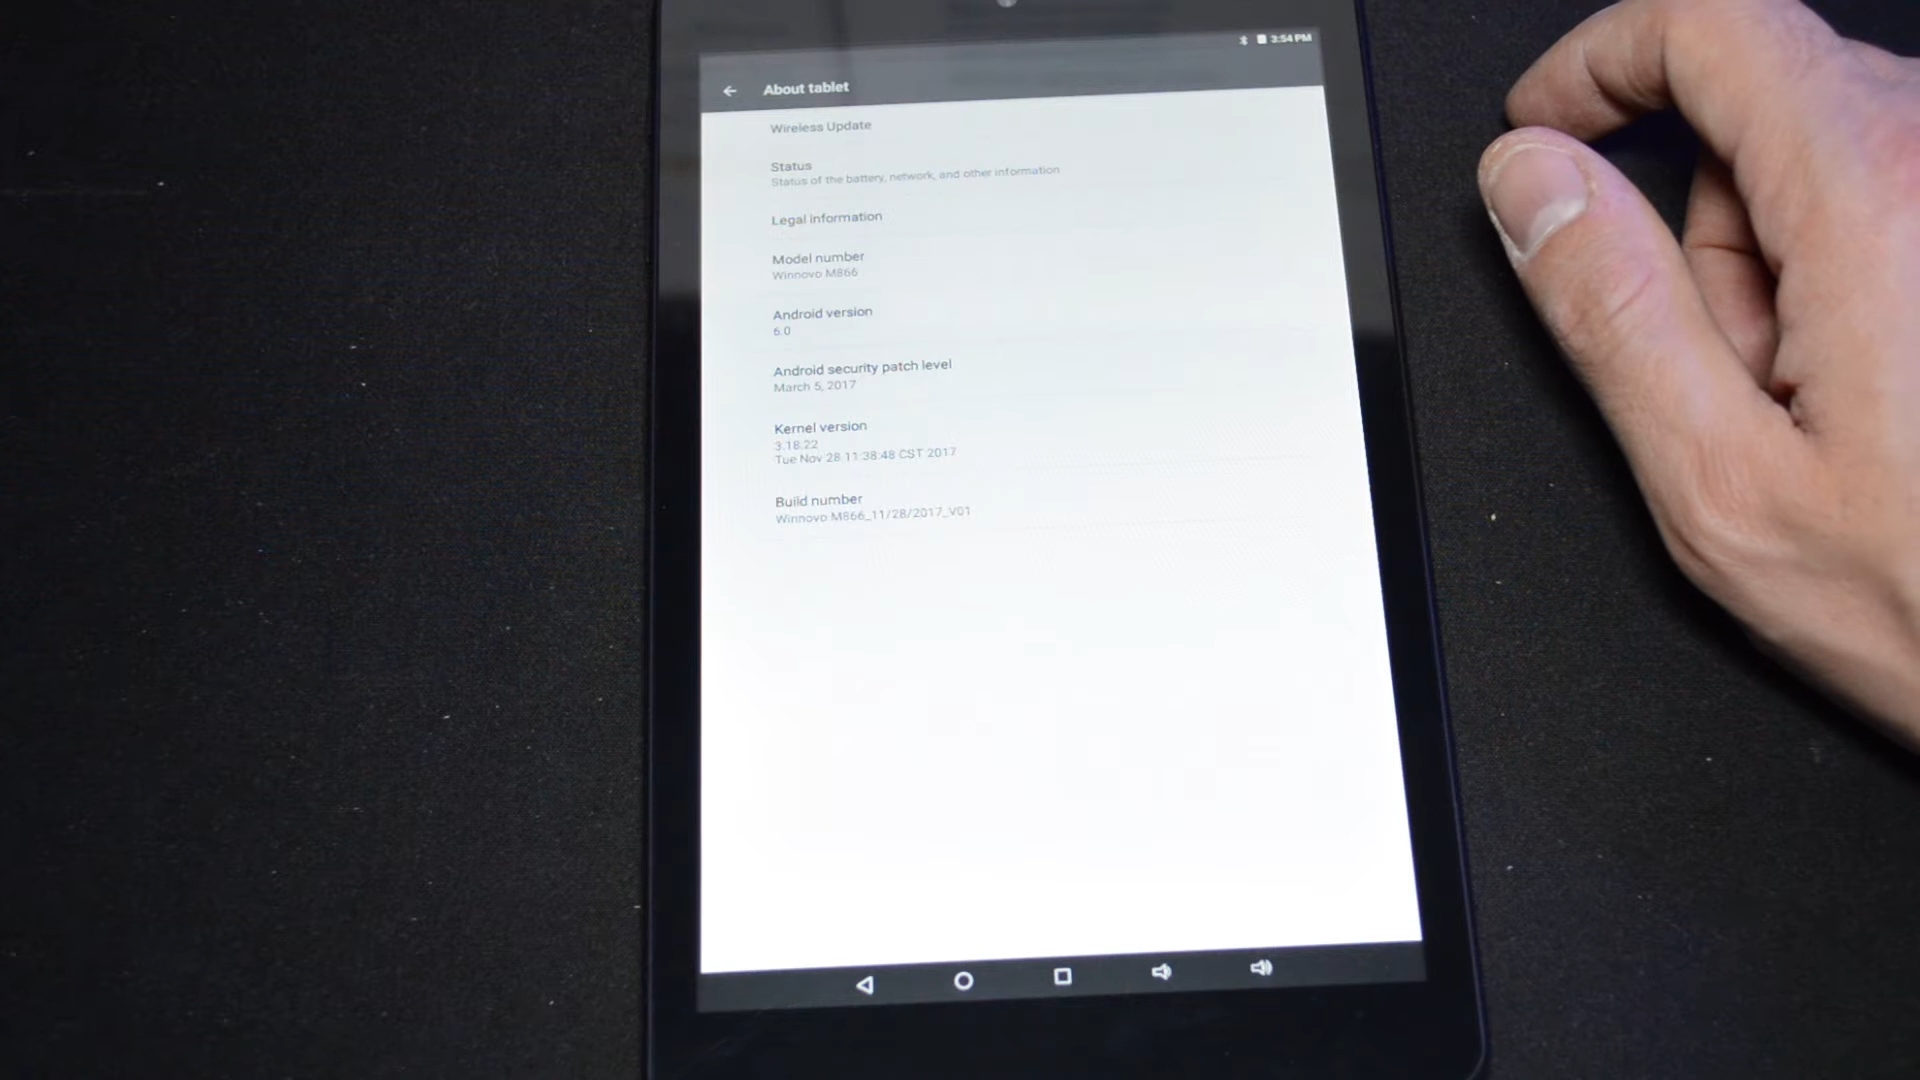 3:54 PM
About tablet
Wireless Update
Status
Status of the battery, network, and other information
Legal information
Model number
Winnovo M866
Android version
6.0
Android security patch level
March 5, 2017
Kernel version
3.18.22
Tue Nov 28 11:38:48 CST 2017
Build number
Winnovo M866_11/28/2017_V01